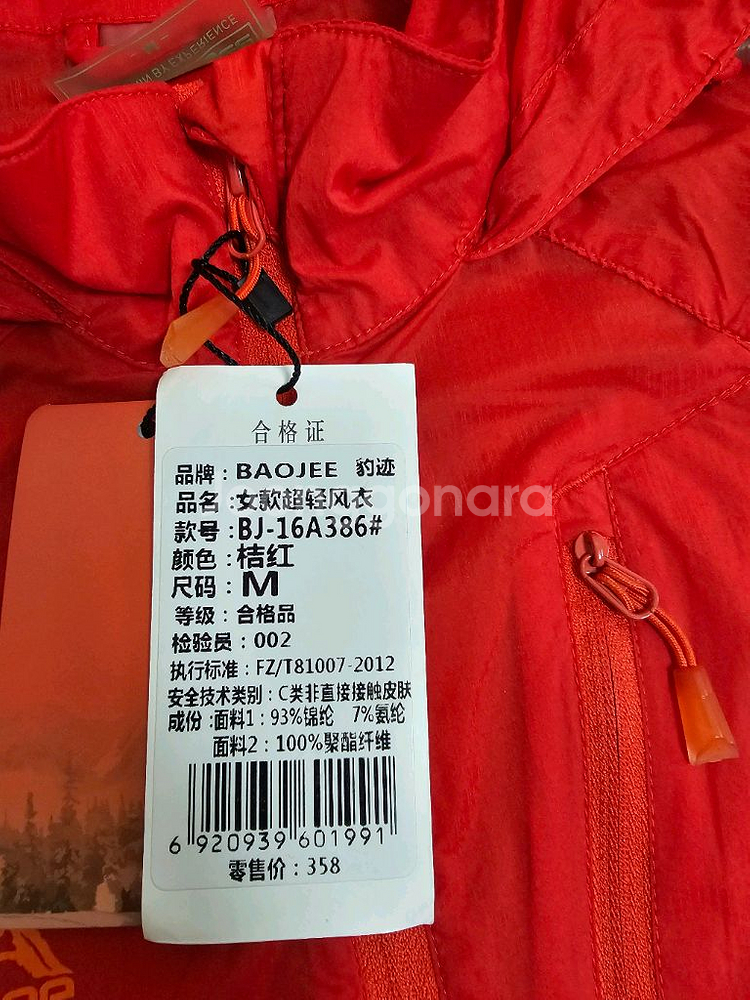 IN BY EXPERIENCE
合格证
品牌：BAOJEE 豹迹
品名：女款超轻风衣
款号：BJ-16A386#
颜色：桔红
尺码：M
等级：合格品
检验员：002
执行标准：FZ/T81007-2012
安全技术类别：C类非直接接触皮肤
成份：面料1：93%锦纶 7%氨纶
面料2：100%聚酯纤维
6 920939 601991
零售价：358